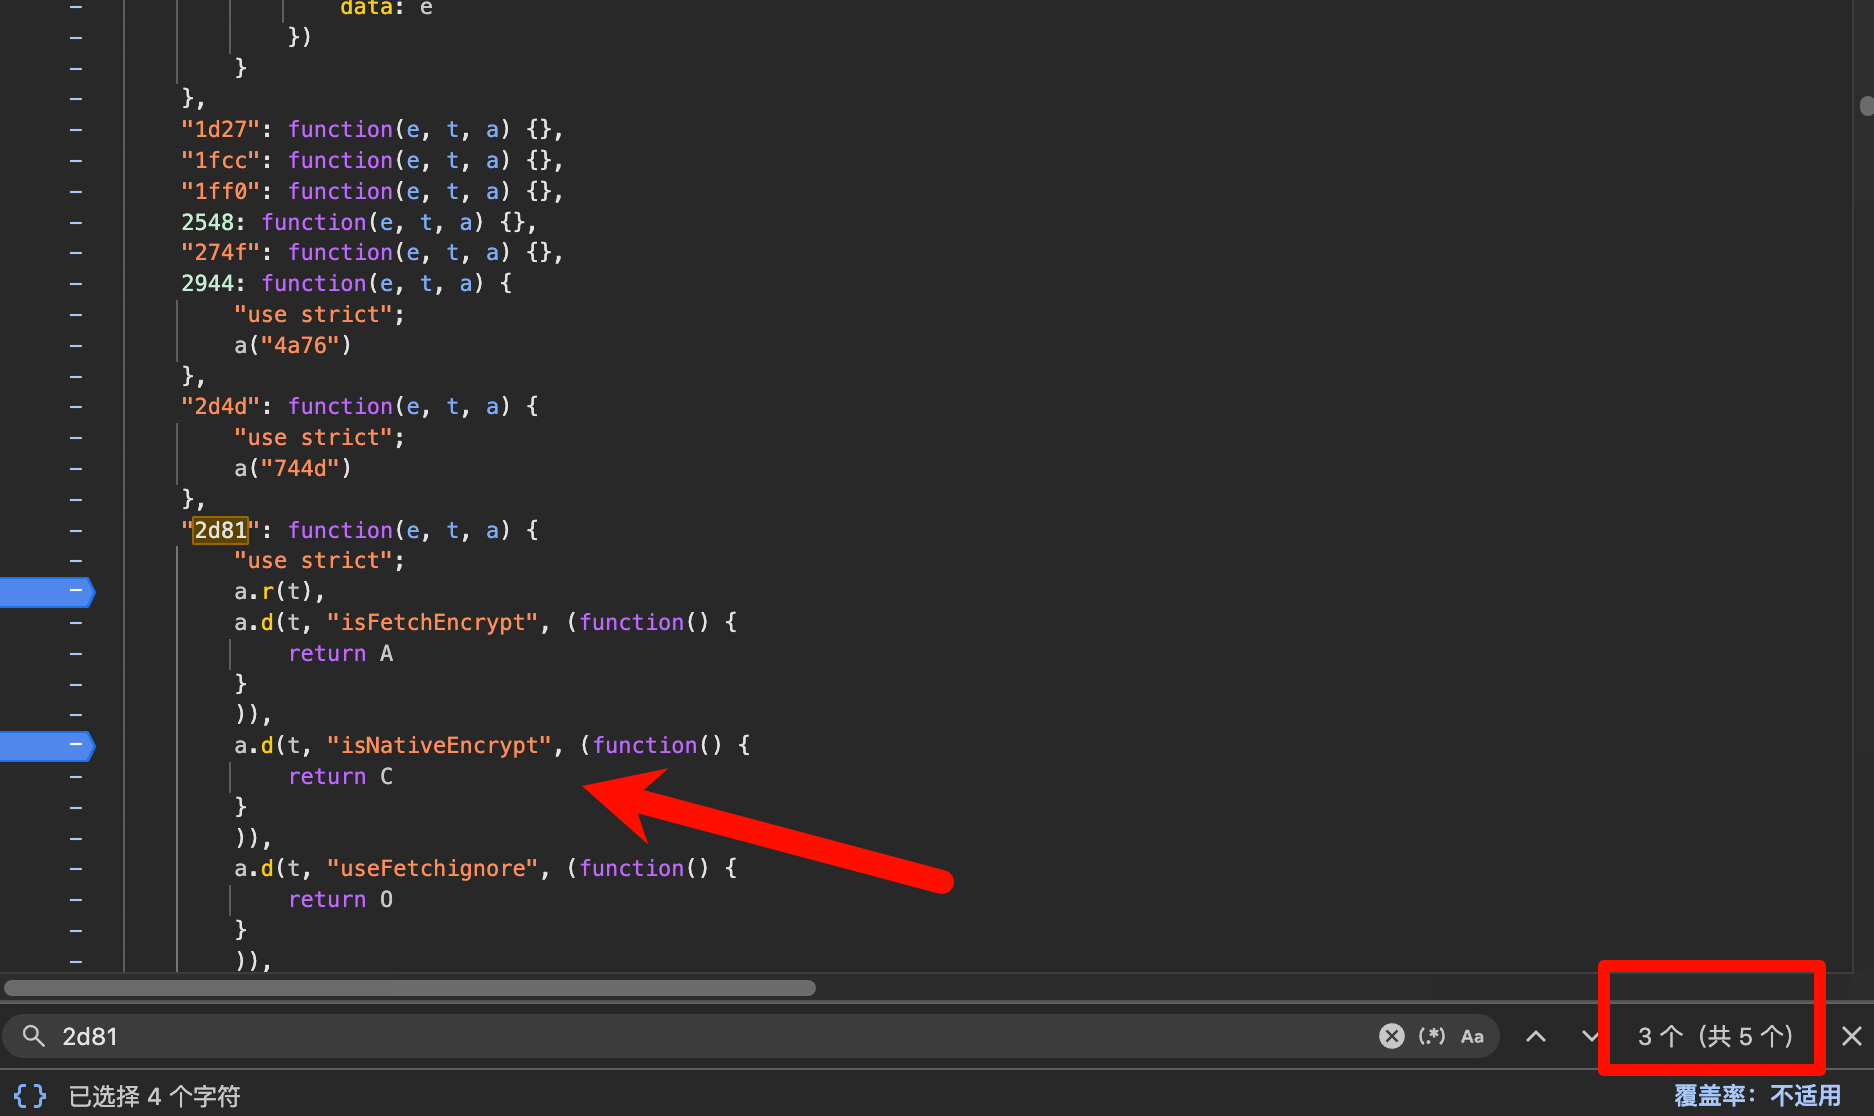 data: e
})
}
},
"1d27": function(e, t, a) {},
"1fcc": function(e, t, a) {},
"1ff0": function(e, t, a) {},
2548: function(e, t, a) {},
"274f": function(e, t, a) {},
2944: function(e, t, a) {
"use strict";
a("4a76")
},
"2d4d": function(e, t, a) {
"use strict";
a("744d")
},
"2d81": function(e, t, a) {
"use strict";
a.r(t),
a.d(t, "isFetchEncrypt", (function() {
return A
}
)),
a.d(t, "isNativeEncrypt", (function() {
return C
}
)),
a.d(t, "useFetchignore", (function() {
return O
}
)),
2d81 (.*) Aa 3 个 (共 5 个)
{} 已选择 4 个字符 覆盖率：不适用